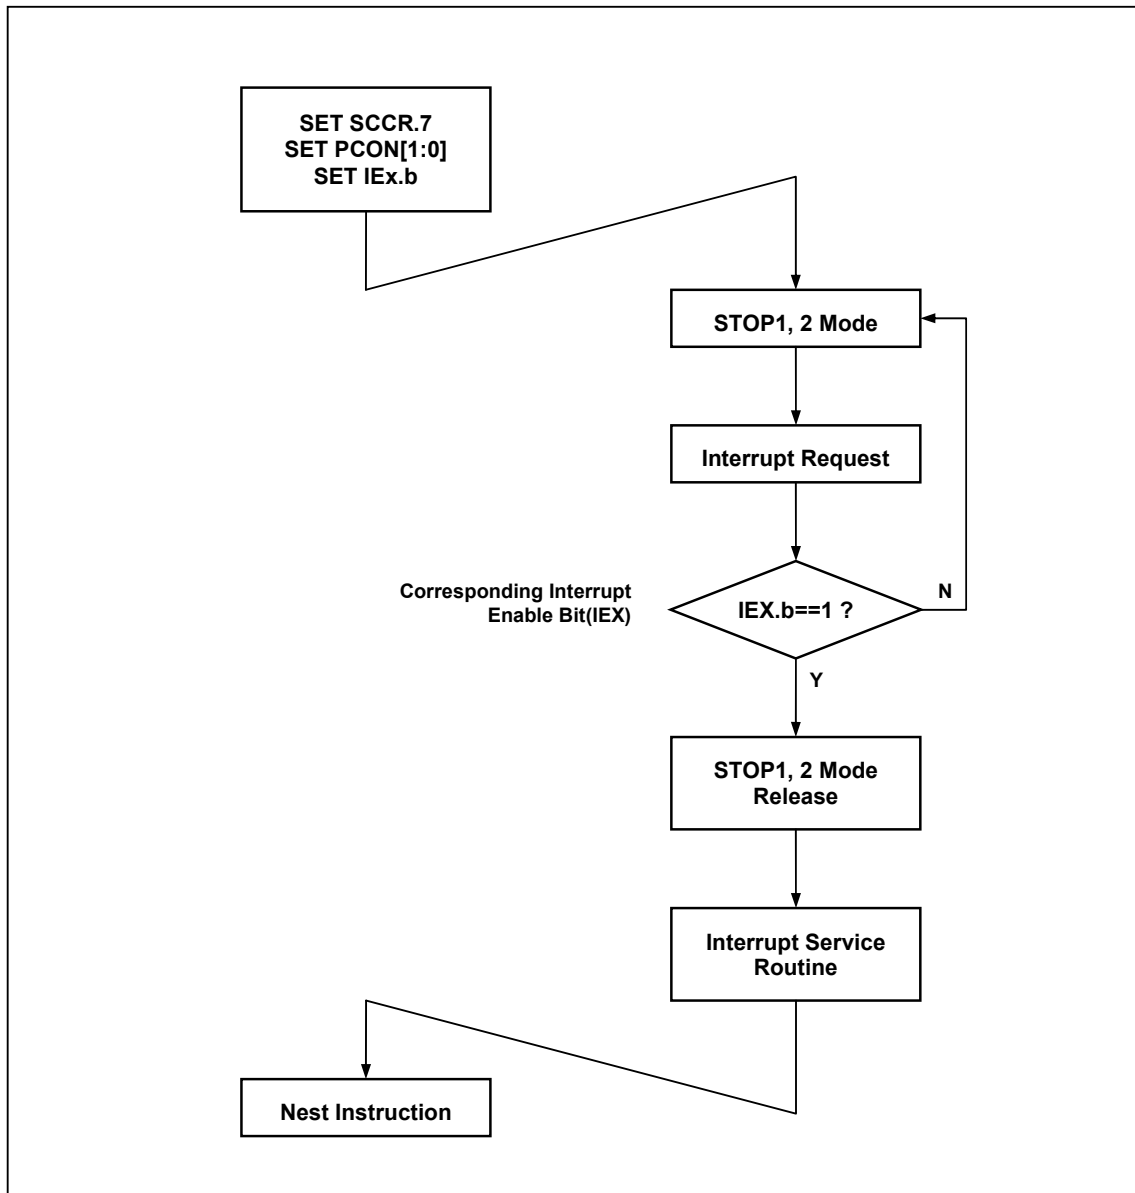 SET SCCR.7
SET PCON[1:0]
SET IEx.b
STOP1, 2 Mode
Interrupt Request
Corresponding Interrupt
Enable Bit(IEX)
IEX.b==1 ?
N
Y
STOP1, 2 Mode
Release
Interrupt Service
Routine
Nest Instruction